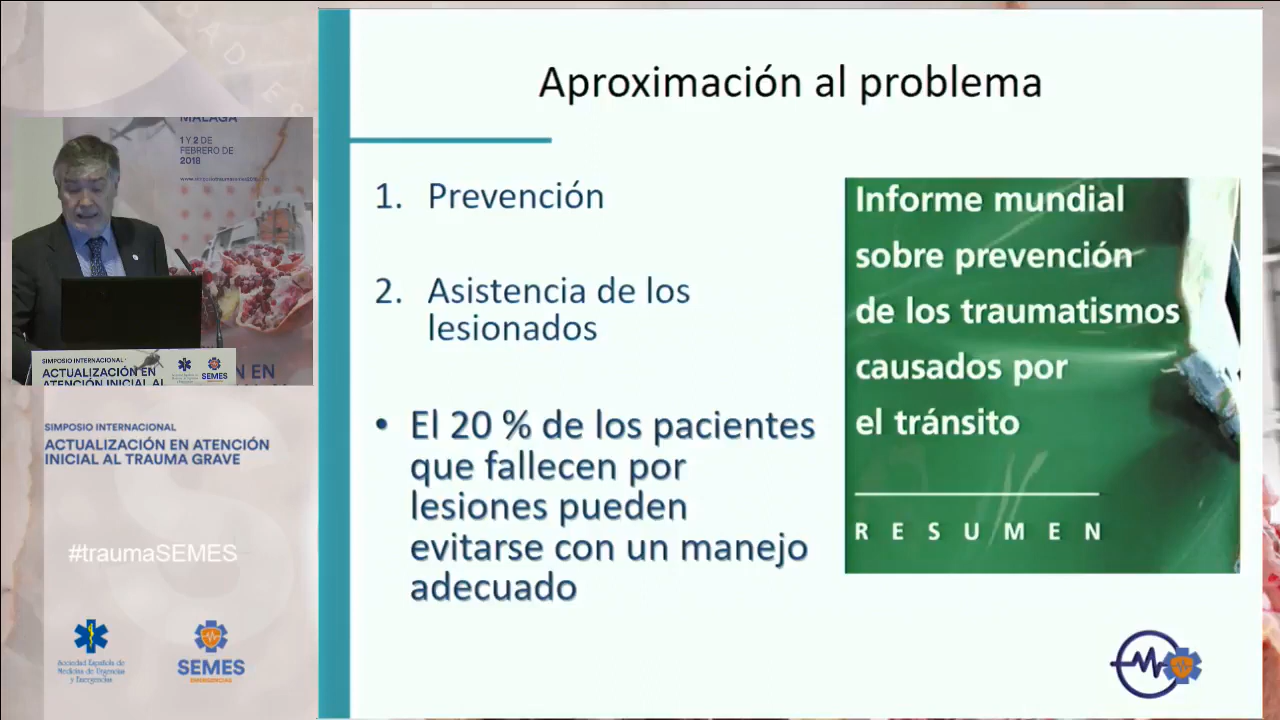 MÁLAGA
1 Y 2 DE
FEBRERO DE
2018
SIMPOSIO INTERNACIONAL
ACTUALIZACIÓN EN
ATENCIÓN INICIAL AL
SEMES
EN
SIMPOSIO INTERNACIONAL
ACTUALIZACIÓN EN ATENCIÓN
INICIAL AL TRAUMA GRAVE
#traumaSEMES
Sociedad Española de
Medicina de Urgencias
y Emergencias
SEMES
EMERGENCIAS
Aproximación al problema
1. Prevención
2. Asistencia de los
lesionados
• El 20 % de los pacientes
que fallecen por
lesiones pueden
evitarse con un manejo
adecuado
Informe mundial
sobre prevención
de los traumatismos
causados por
el tránsito
RESUMEN